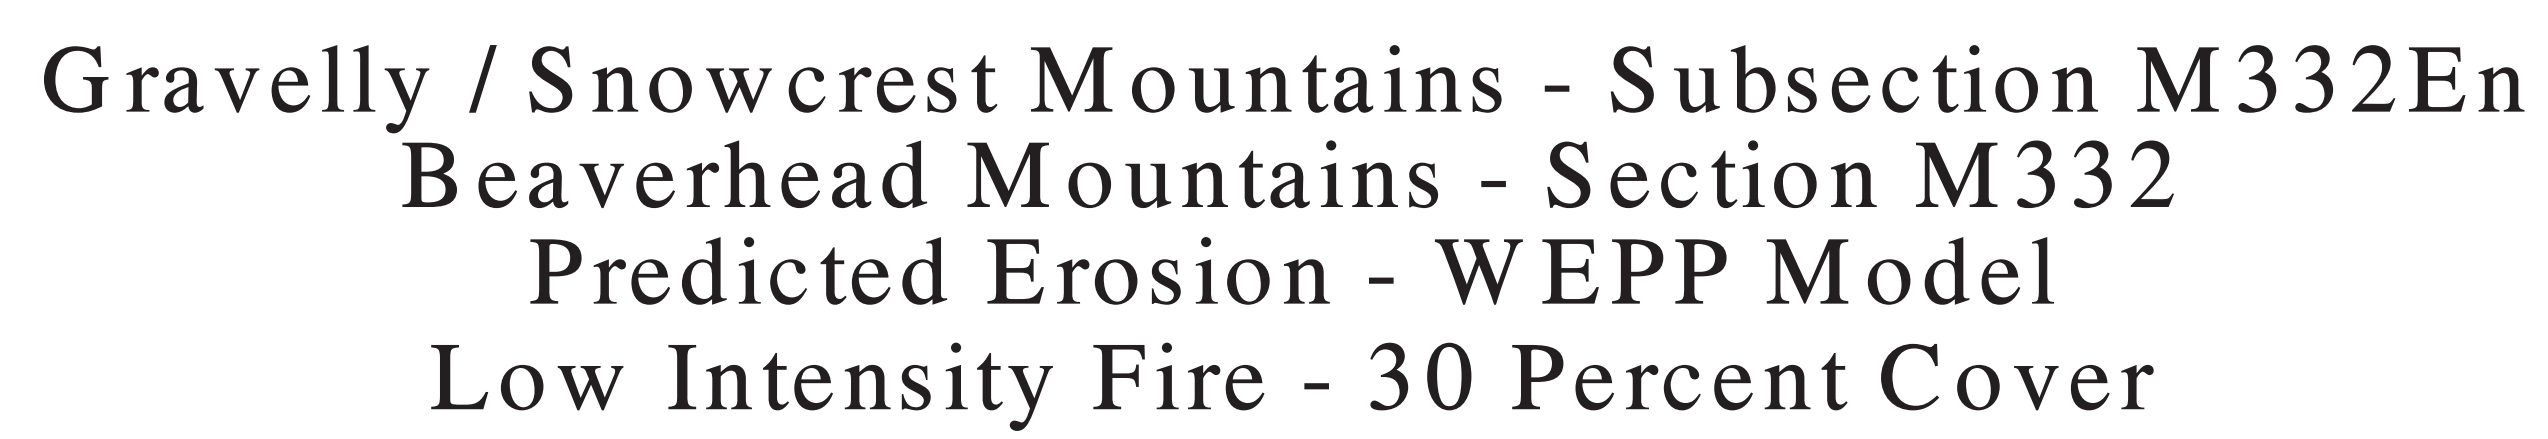 Gravelly / Snowcrest Mountains - Subsection M332En
Beaverhead Mountains - Section M332
Predicted Erosion - WEPP Model
Low Intensity Fire - 30 Percent Cover